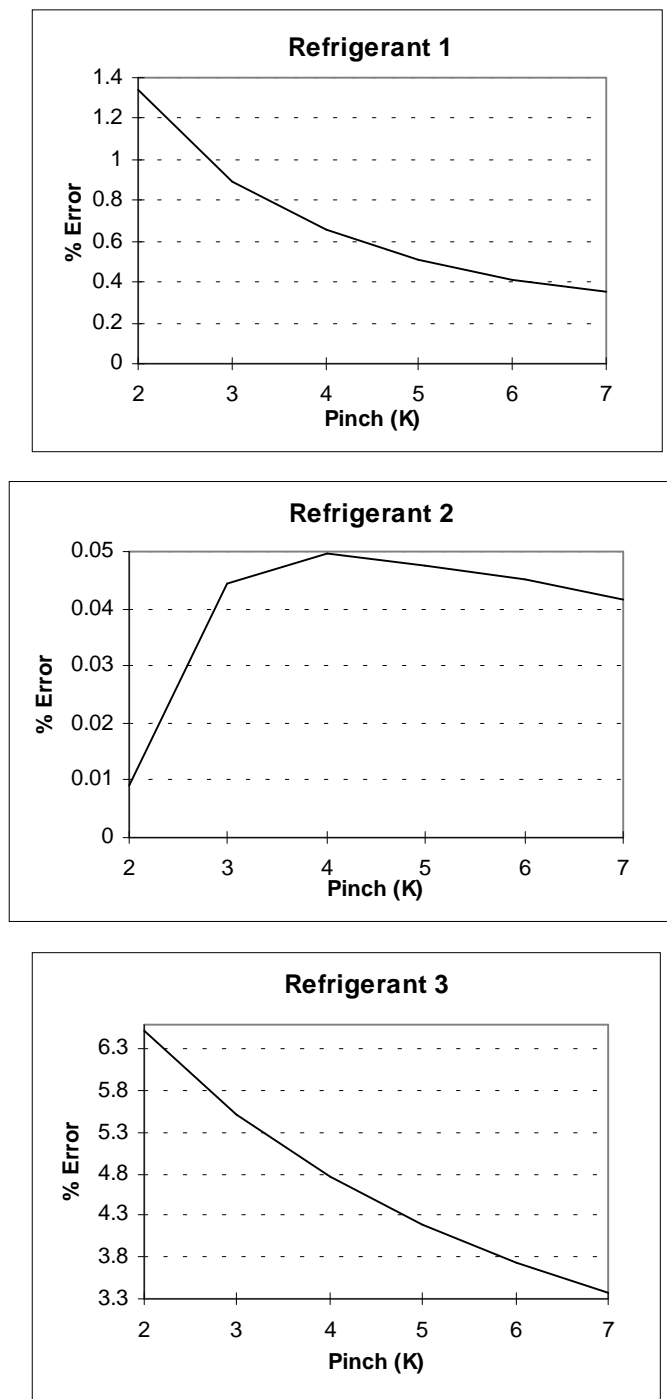 Refrigerant 1
% Error
1.4
1.2
1
0.8
0.6
0.4
0.2
0
2 3 4 5 6 7
Pinch (K)
Refrigerant 2
% Error
0.05
0.04
0.03
0.02
0.01
0
2 3 4 5 6 7
Pinch (K)
Refrigerant 3
% Error
6.3
5.8
5.3
4.8
4.3
3.8
3.3
2 3 4 5 6 7
Pinch (K)